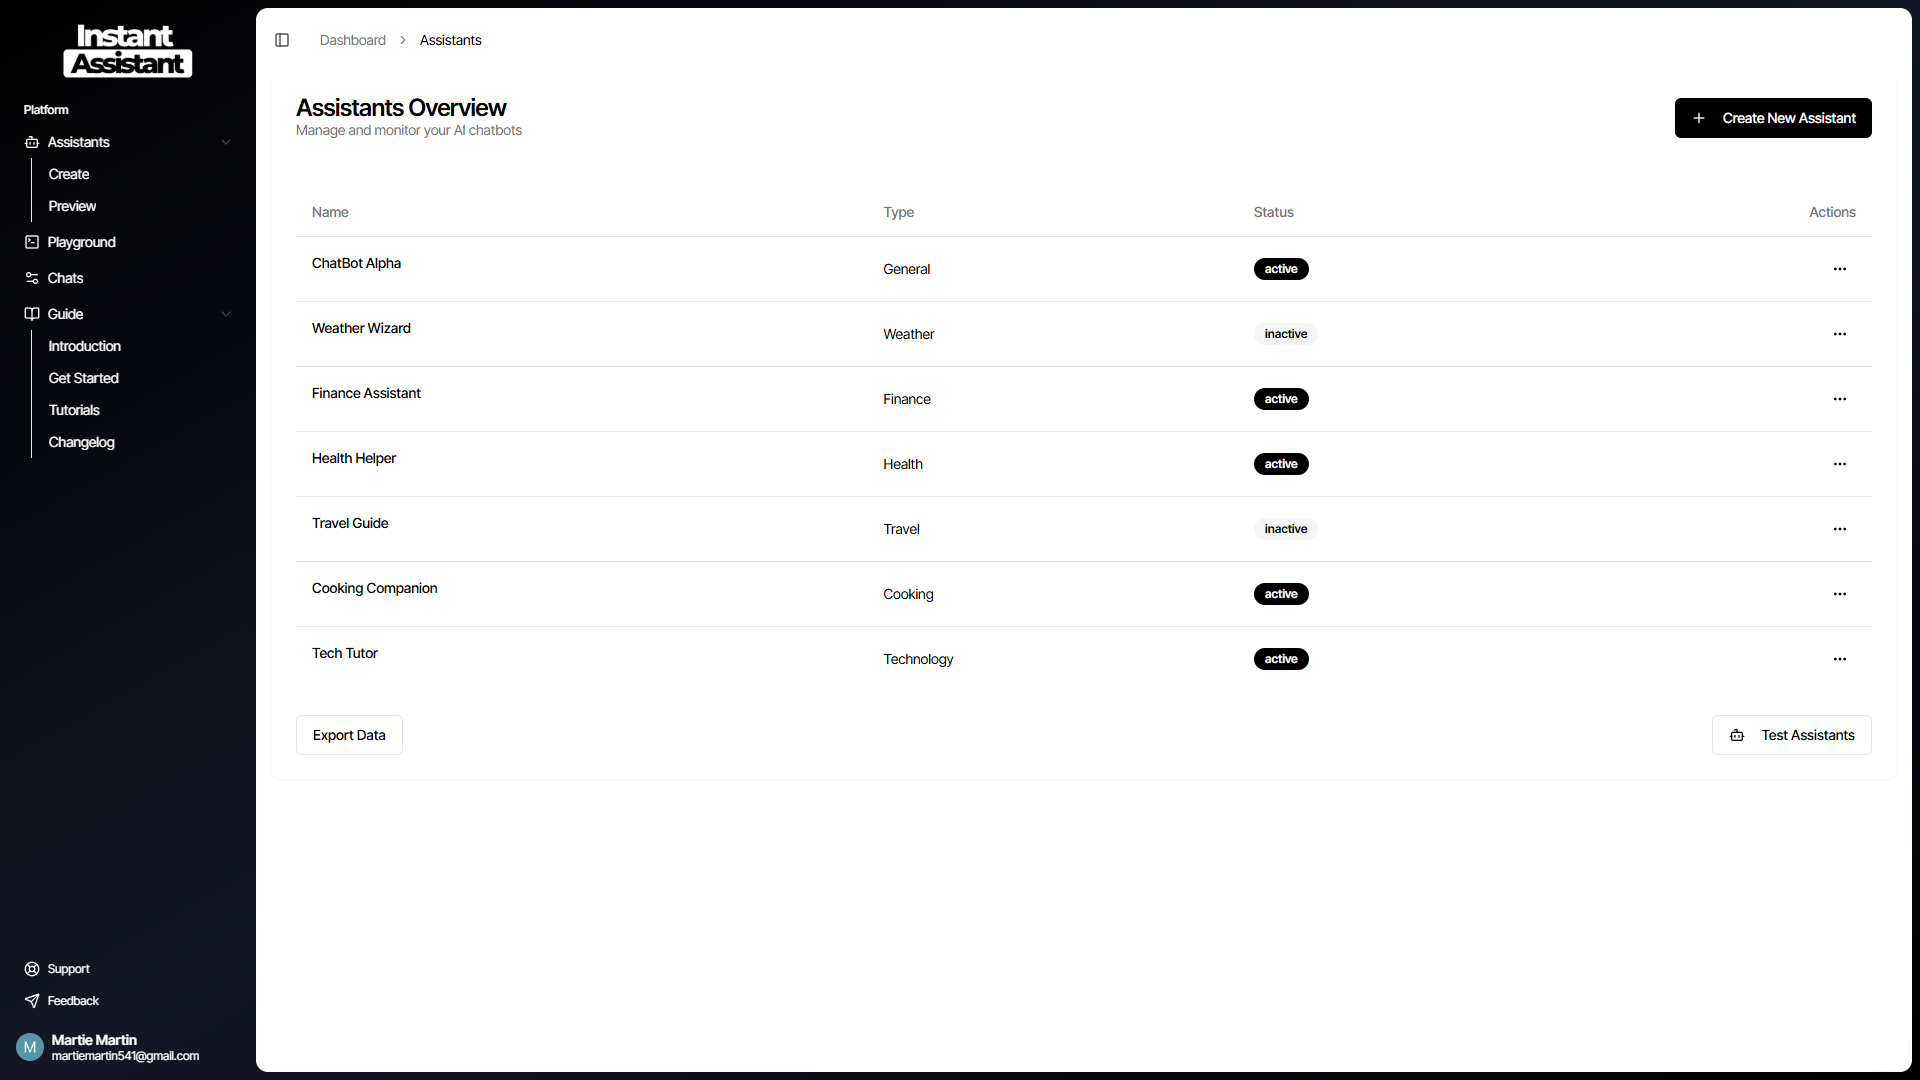 Instant
Assistant
Platform
Assistants
Create
Preview
Playground
Chats
Guide
Introduction
Get Started
Tutorials
Changelog
Support
Feedback
M
Martie Martin
martiemartin541@gmail.com
Dashboard > Assistants
Assistants Overview
Manage and monitor your AI chatbots
+ Create New Assistant
Name Type Status Actions
ChatBot Alpha General active ...
Weather Wizard Weather inactive ...
Finance Assistant Finance active ...
Health Helper Health active ...
Travel Guide Travel inactive ...
Cooking Companion Cooking active ...
Tech Tutor Technology active ...
Export Data
Test Assistants